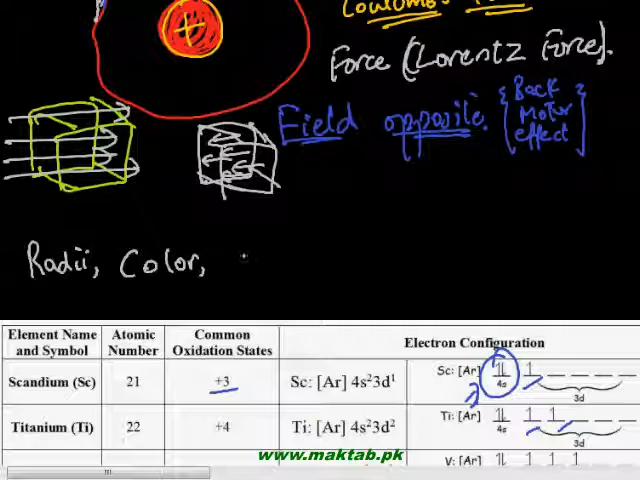 Coulombs
Force (Lorentz Force).
Field opposite. { Back Motor effect }
Radii, Color,
Element Name and Symbol
Atomic Number
Common Oxidation States
Electron Configuration
Scandium (Sc) 21 +3 Sc: [Ar] 4s²3d¹ Sc: [Ar] 4s 3d
Titanium (Ti) 22 +4 Ti: [Ar] 4s²3d² Ti: [Ar] 4s 3d
V: [Ar]
www.maktab.pk